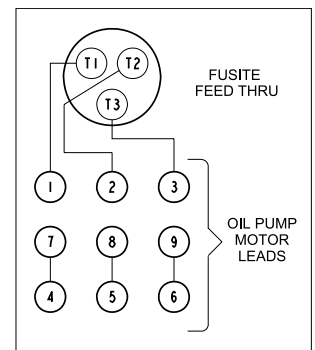 T1 T2
T3
FUSITE
FEED THRU
1 2 3
7 8 9
OIL PUMP
MOTOR
LEADS
4 5 6